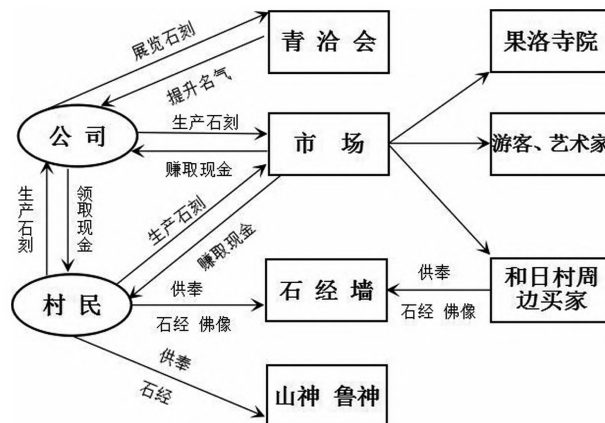 展览石刻
青洽会
果洛寺院
提升名气
公司
生产石刻
市场
游客、艺术家
赚取现金
生产石刻
领取现金
生产石刻
赚取现金
村民
供奉
石经 佛像
石经墙
供奉
石经 佛像
和日村周
边买家
供奉
石经
山神 鲁神